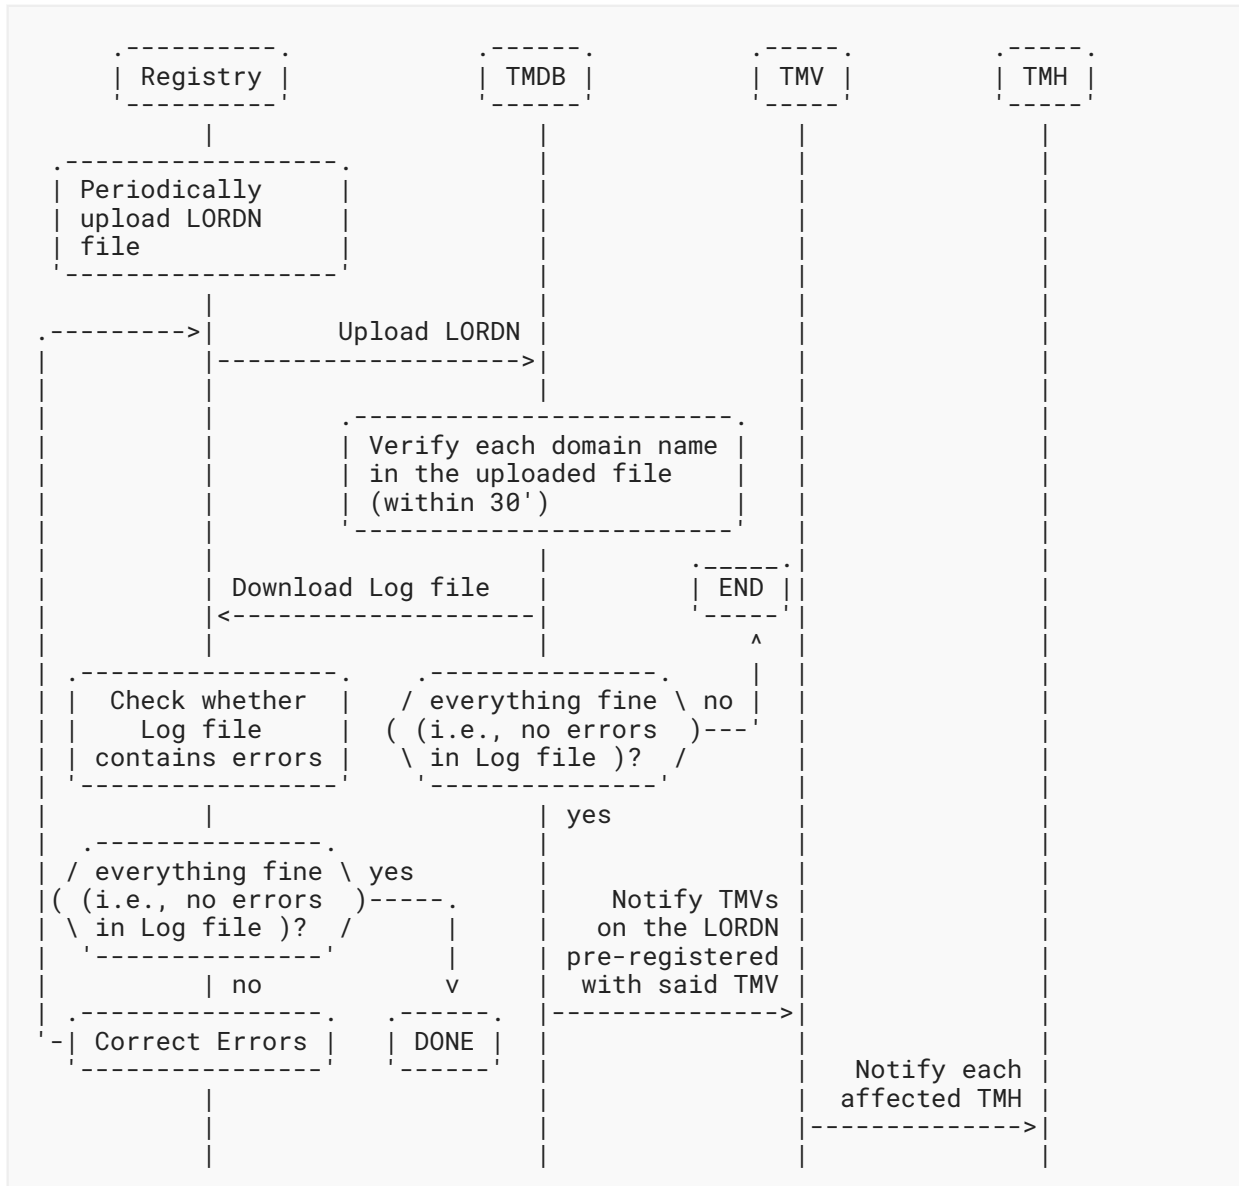 Registry TMDB TMV TMH
Periodically
upload LORDN
file
Upload LORDN
Verify each domain name
in the uploaded file
(within 30')
Download Log file
END
Check whether
Log file
contains errors
everything fine no
(i.e., no errors
in Log file )?
yes
everything fine yes
(i.e., no errors
in Log file )?
no
Notify TMVs
on the LORDN
pre-registered
with said TMV
Correct Errors
DONE
Notify each
affected TMH